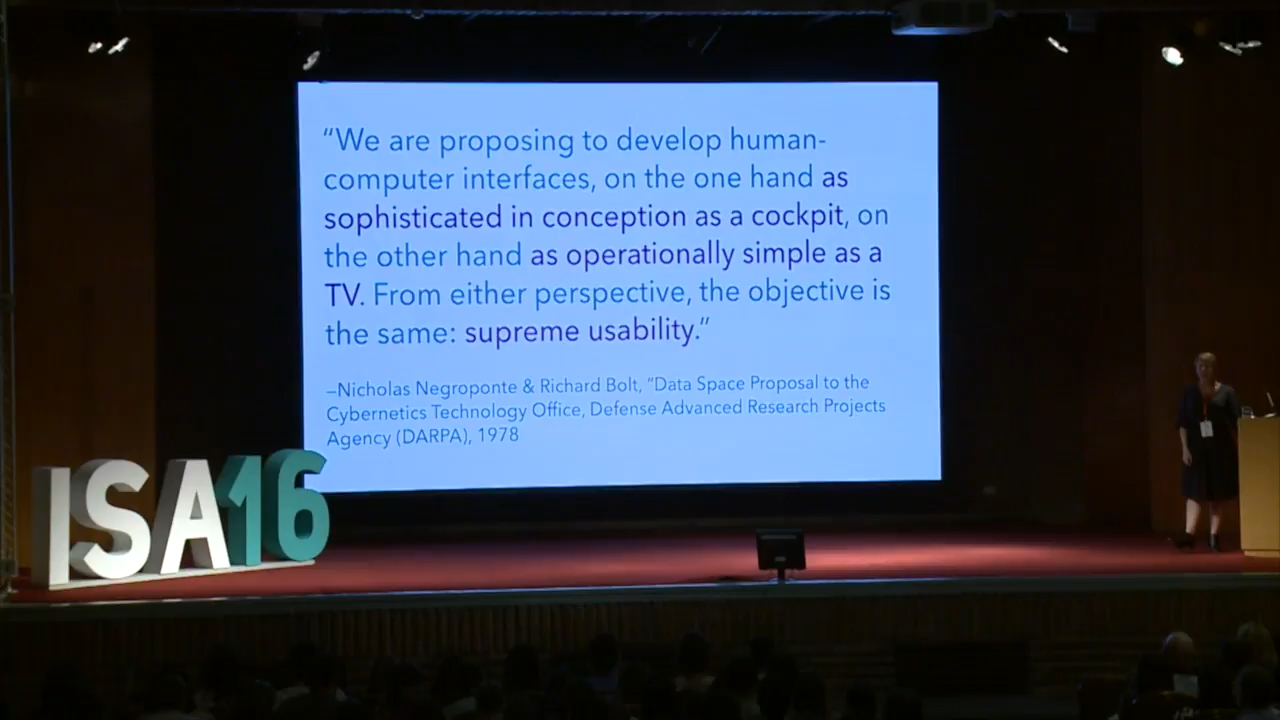 “We are proposing to develop human-
computer interfaces, on the one hand as
sophisticated in conception as a cockpit, on
the other hand as operationally simple as a
TV. From either perspective, the objective is
the same: supreme usability.”
—Nicholas Negroponte & Richard Bolt, “Data Space Proposal to the
Cybernetics Technology Office, Defense Advanced Research Projects
Agency (DARPA), 1978
ISA16